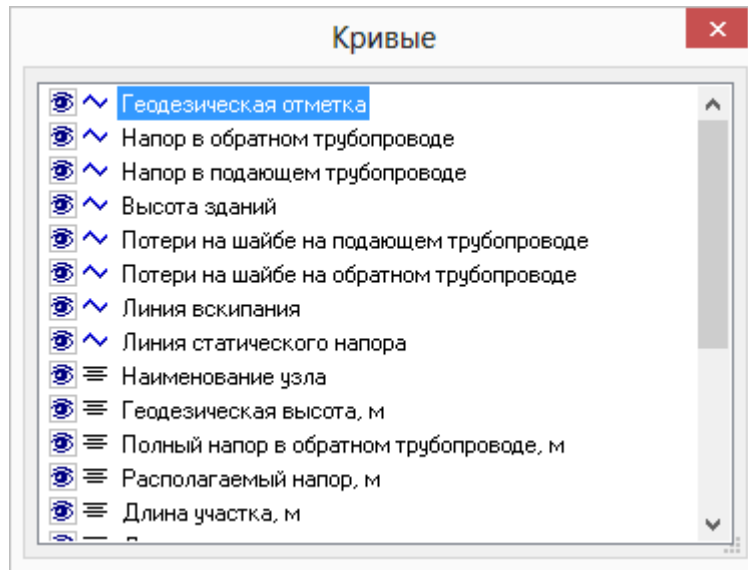 Кривые
Геодезическая отметка
Напор в обратном трубопроводе
Напор в подающем трубопроводе
Высота зданий
Потери на шайбе на подающем трубопроводе
Потери на шайбе на обратном трубопроводе
Линия вскипания
Линия статического напора
Наименование узла
Геодезическая высота, м
Полный напор в обратном трубопроводе, м
Располагаемый напор, м
Длина участка, м